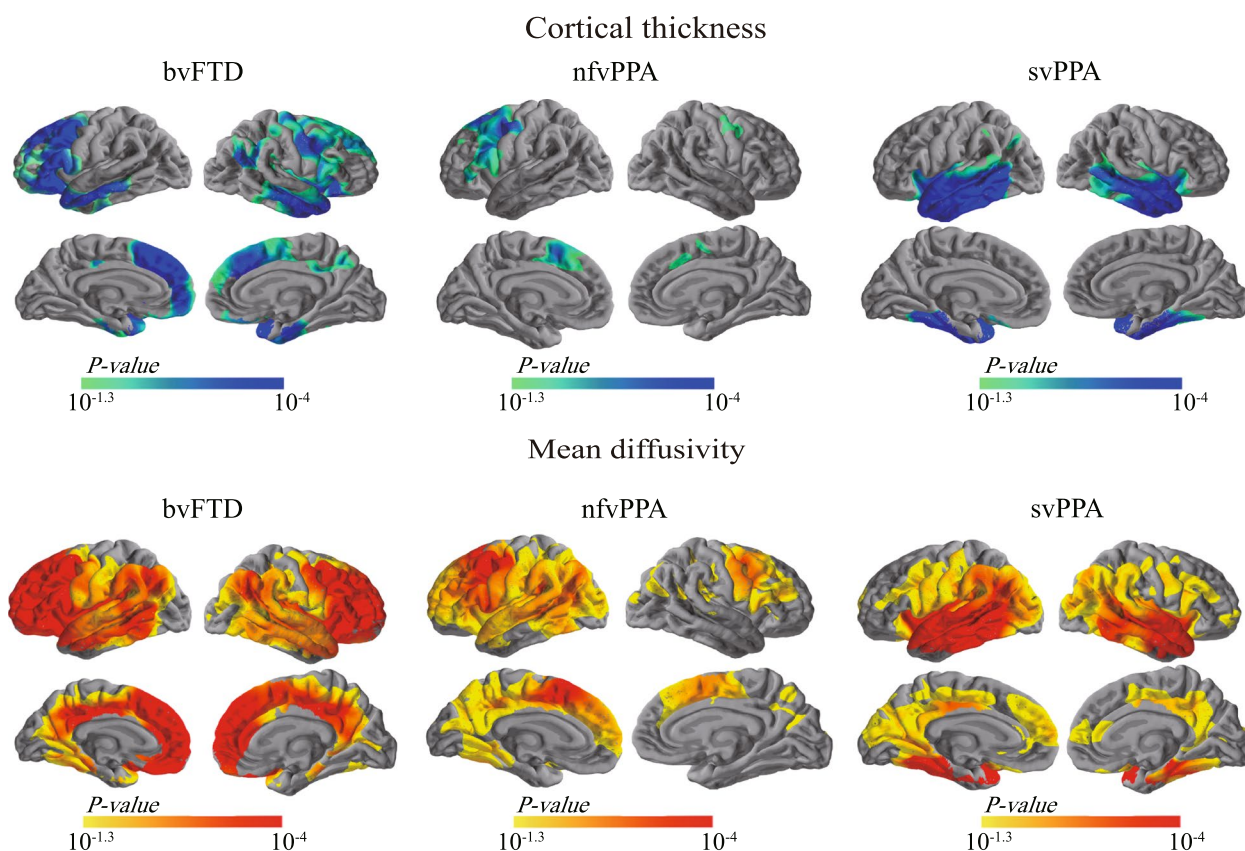 Cortical thickness
bvFTD nfvPPA svPPA
P-value P-value P-value
10^-1.3 10^-4 10^-1.3 10^-4 10^-1.3 10^-4
Mean diffusivity
bvFTD nfvPPA svPPA
P-value P-value P-value
10^-1.3 10^-4 10^-1.3 10^-4 10^-1.3 10^-4